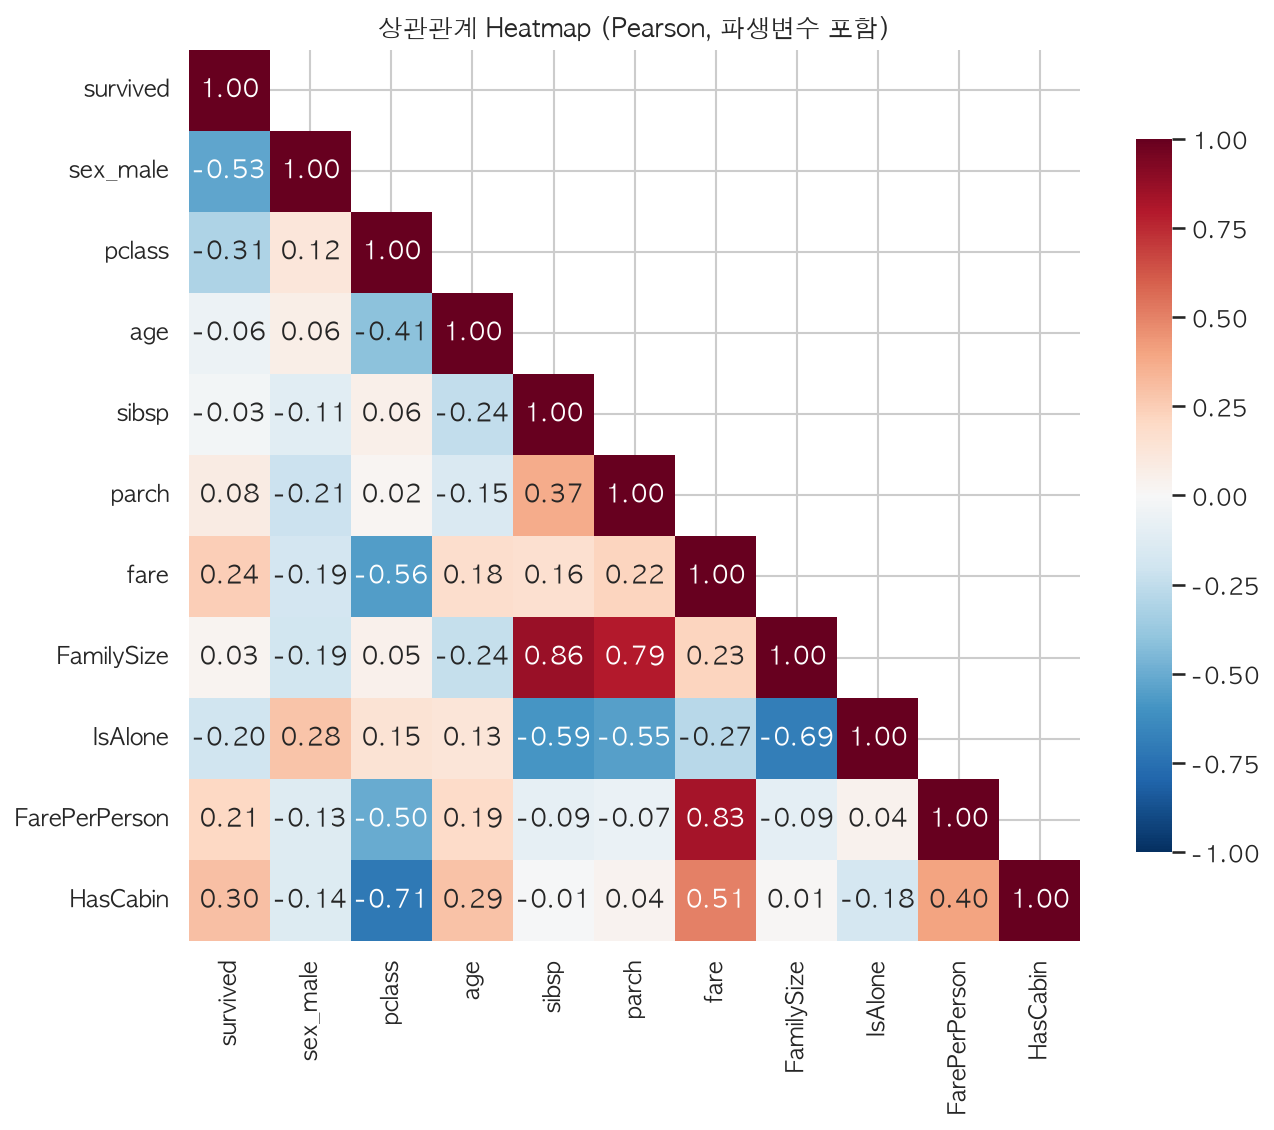 상관관계 Heatmap (Pearson, 파생변수 포함)
survived 1.00
sex_male -0.53 1.00
pclass -0.31 0.12 1.00
age -0.06 0.06 -0.41 1.00
sibsp -0.03 -0.11 0.06 -0.24 1.00
parch 0.08 -0.21 0.02 -0.15 0.37 1.00
fare 0.24 -0.19 -0.56 0.18 0.16 0.22 1.00
FamilySize 0.03 -0.19 0.05 -0.24 0.86 0.79 0.23 1.00
IsAlone -0.20 0.28 0.15 0.13 -0.59 -0.55 -0.27 -0.69 1.00
FarePerPerson 0.21 -0.13 -0.50 0.19 -0.09 -0.07 0.83 -0.09 0.04 1.00
HasCabin 0.30 -0.14 -0.71 0.29 -0.01 0.04 0.51 0.01 -0.18 0.40 1.00
survived
sex_male
pclass
age
sibsp
parch
fare
FamilySize
IsAlone
FarePerPerson
HasCabin
1.00
0.75
0.50
0.25
0.00
-0.25
-0.50
-0.75
-1.00